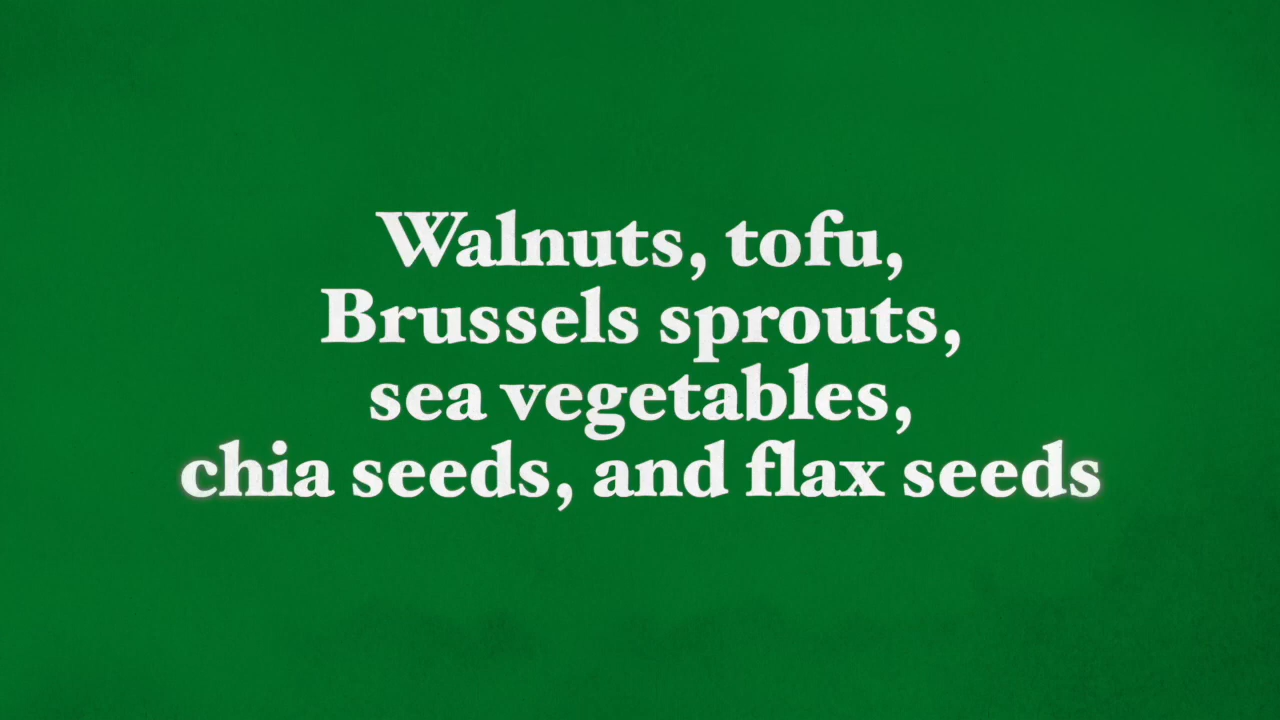 Walnuts, tofu,
Brussels sprouts,
sea vegetables,
chia seeds, and flax seeds